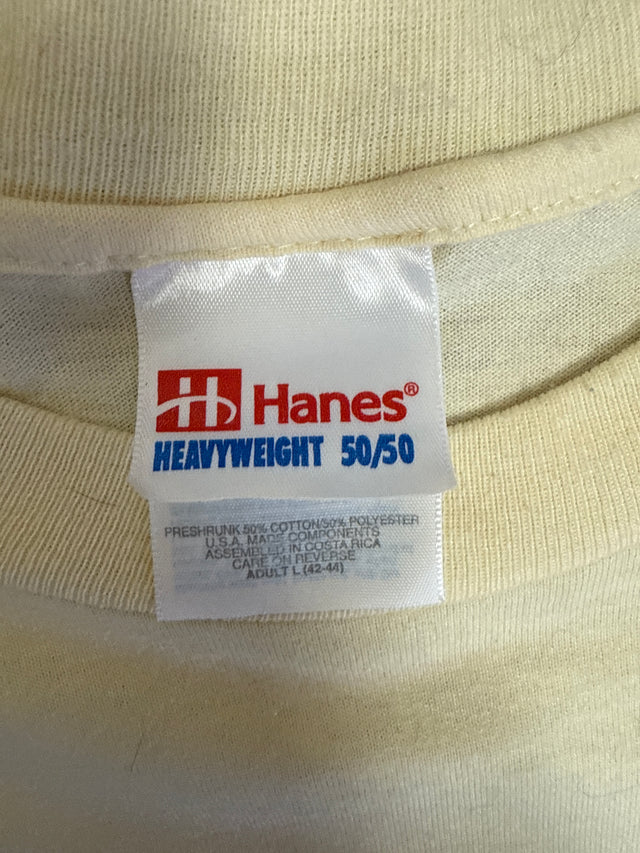 H Hanes®
HEAVYWEIGHT 50/50
PRESHRUNK 50% COTTON/50% POLYESTER
U.S.A. MADE COMPONENTS
ASSEMBLED IN COSTA RICA
CARE ON REVERSE
ADULT L (42-44)